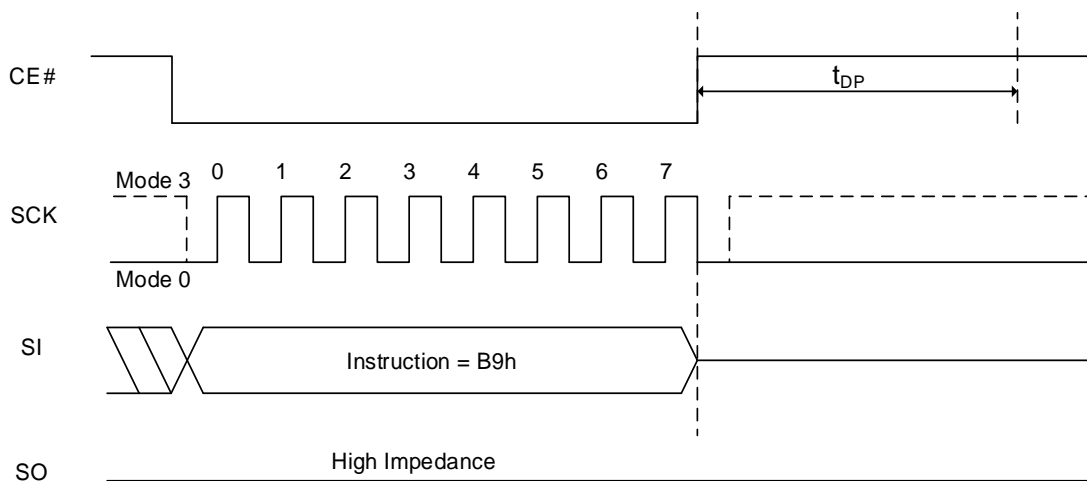 CE#
tDP
0 1 2 3 4 5 6 7
Mode 3
SCK
Mode 0
SI
Instruction = B9h
High Impedance
SO